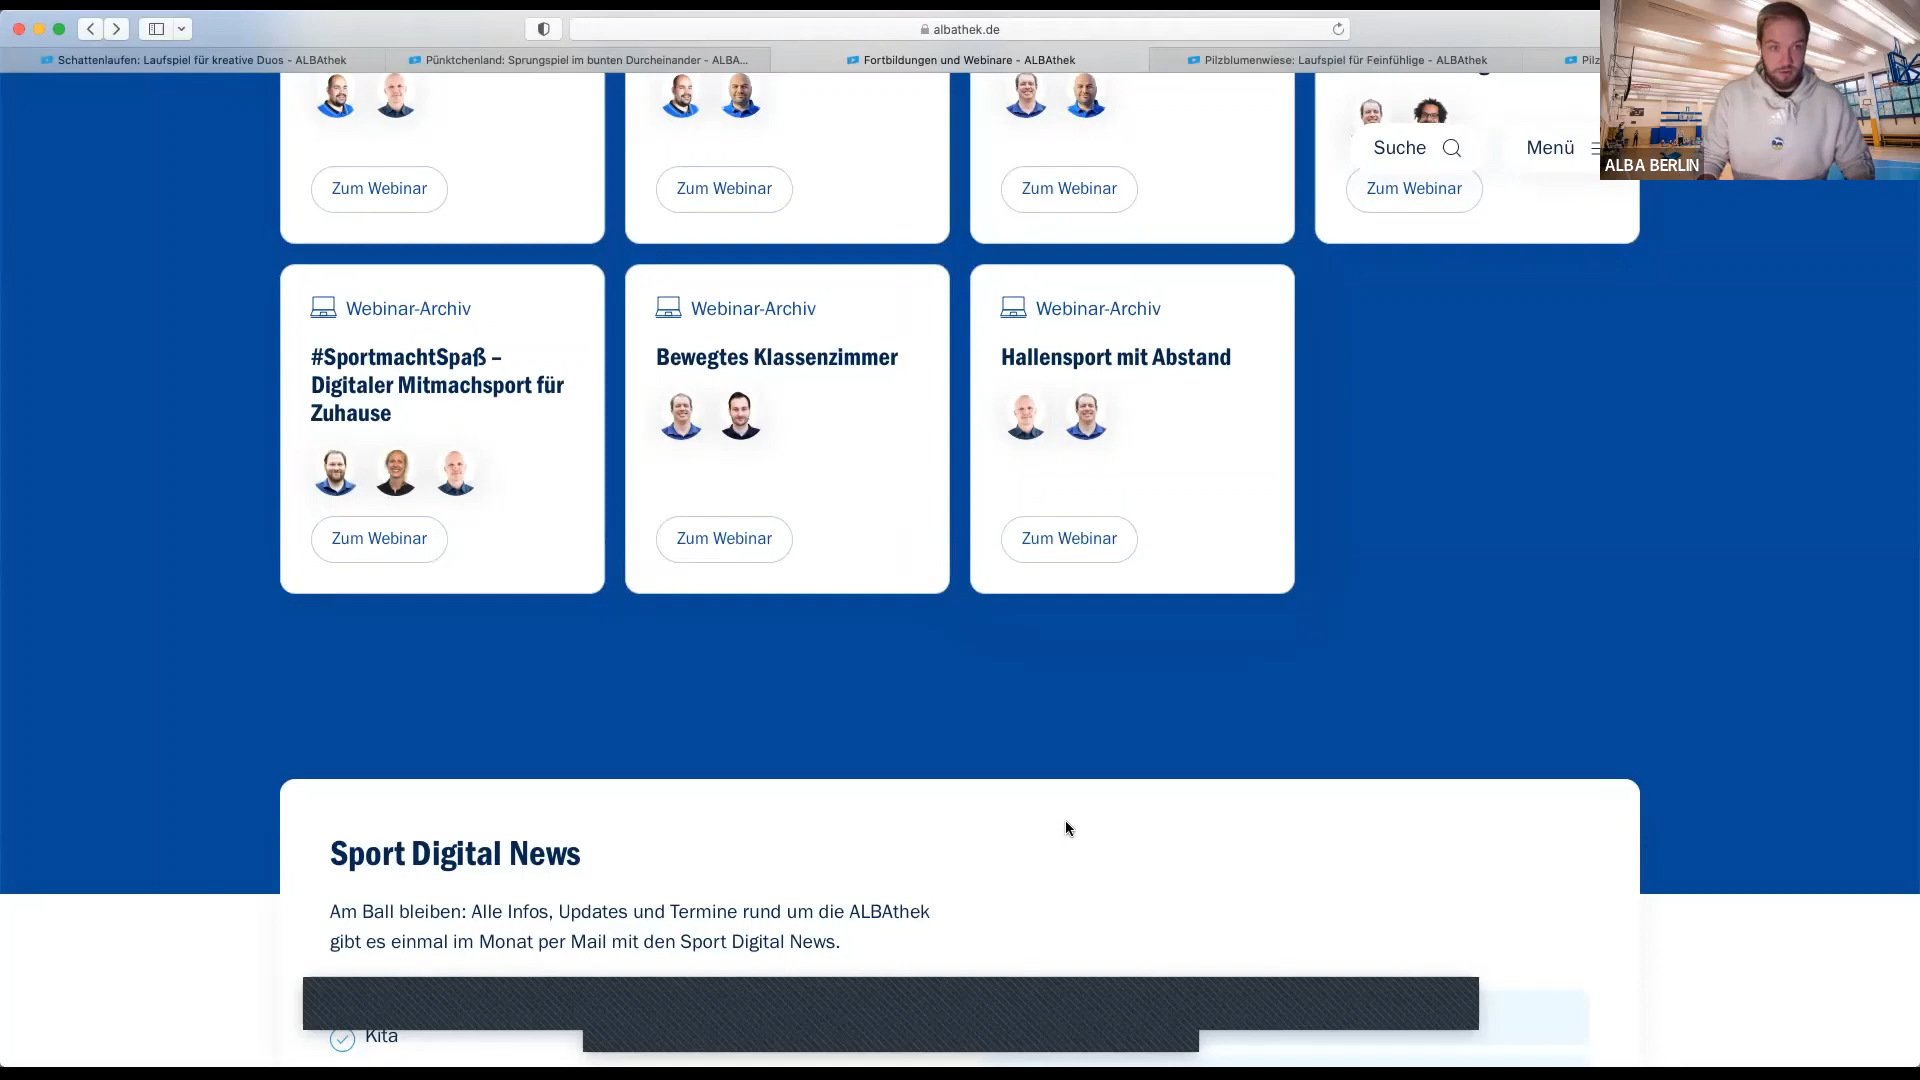 albathek.de
Schattenlaufen: Laufspiel für kreative Duos - ALBAthek
Pünktchenland: Sprungspiel im bunten Durcheinander - ALBA...
Fortbildungen und Webinare - ALBAthek
Pilzblumenwiese: Laufspiel für Feinfühlige - ALBAthek
Suche
Menü
ALBA BERLIN
Zum Webinar
Zum Webinar
Zum Webinar
Zum Webinar
Webinar-Archiv
#SportmachtSpaß –
Digitaler Mitmachsport für
Zuhause
Zum Webinar
Webinar-Archiv
Bewegtes Klassenzimmer
Zum Webinar
Webinar-Archiv
Hallensport mit Abstand
Zum Webinar
Sport Digital News
Am Ball bleiben: Alle Infos, Updates und Termine rund um die ALBAthek
gibt es einmal im Monat per Mail mit den Sport Digital News.
Kita